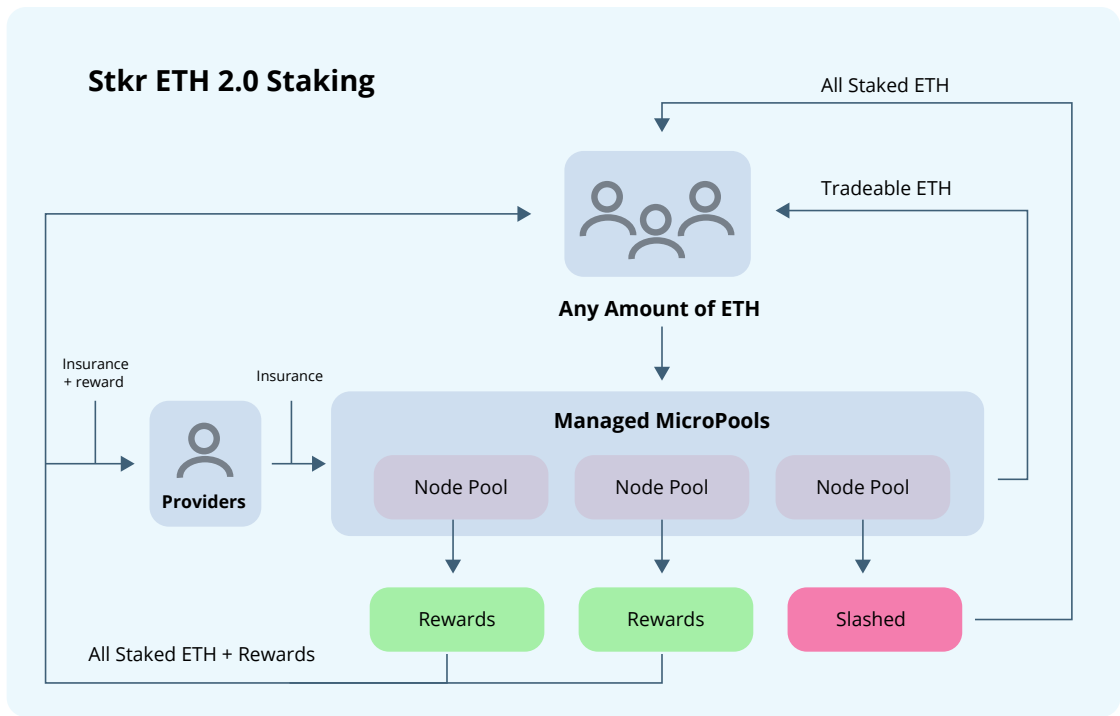 Stkr ETH 2.0 Staking
All Staked ETH
Tradeable ETH
Any Amount of ETH
Insurance
+ reward
Insurance
Providers
Managed MicroPools
Node Pool
Node Pool
Node Pool
Rewards
Rewards
Slashed
All Staked ETH + Rewards